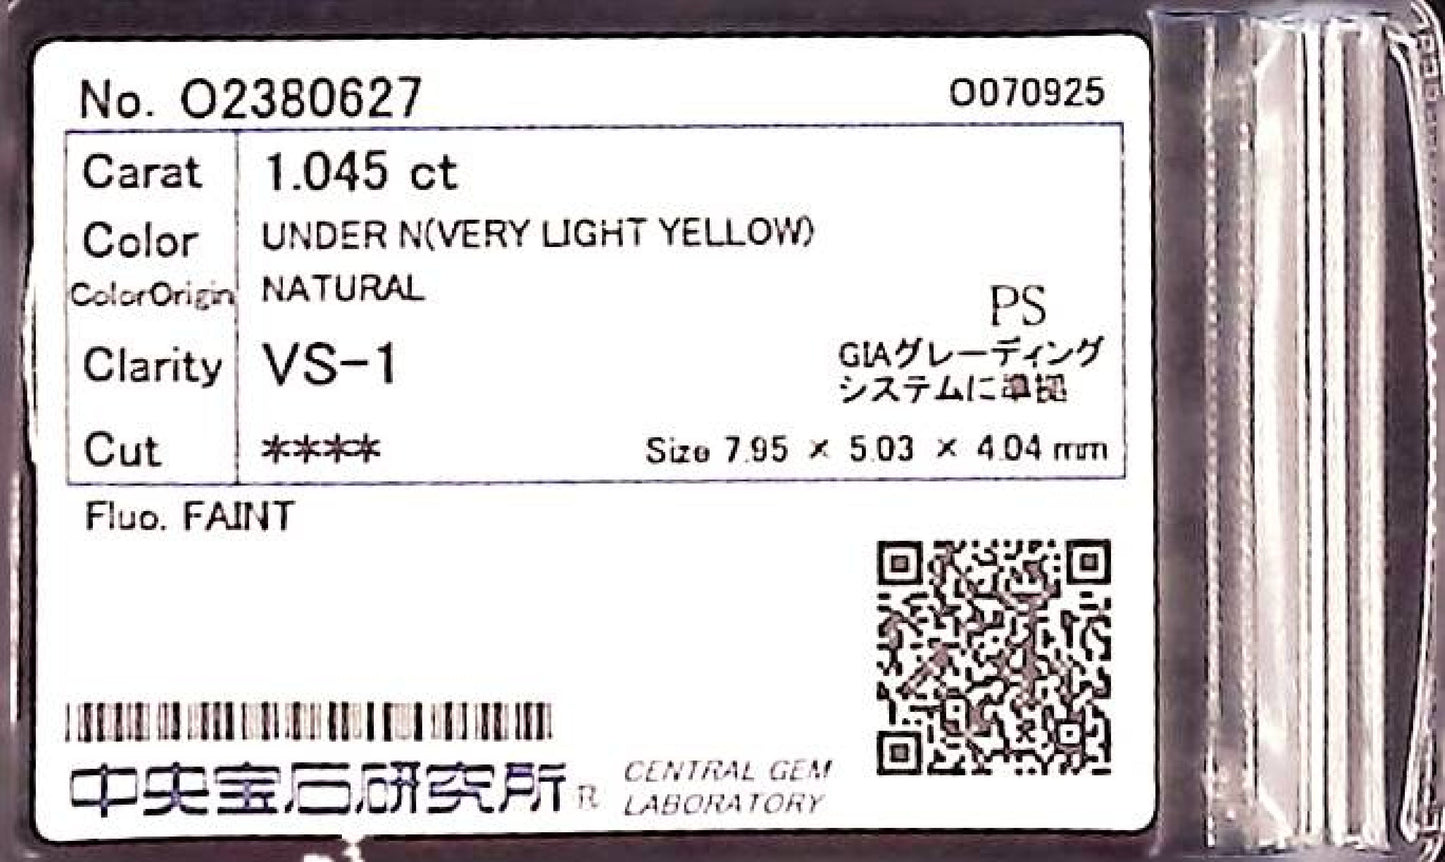 No. O2380627 O070925
Carat 1.045 ct
Color UNDER N(VERY LIGHT YELLOW)
ColorOrigin NATURAL
PS
GIAグレーディング
システムに準拠
Clarity VS-1
Cut **** Size 7.95 × 5.03 × 4.04 mm
Fluo. FAINT
中央宝石研究所 R CENTRAL GEM
LABORATORY